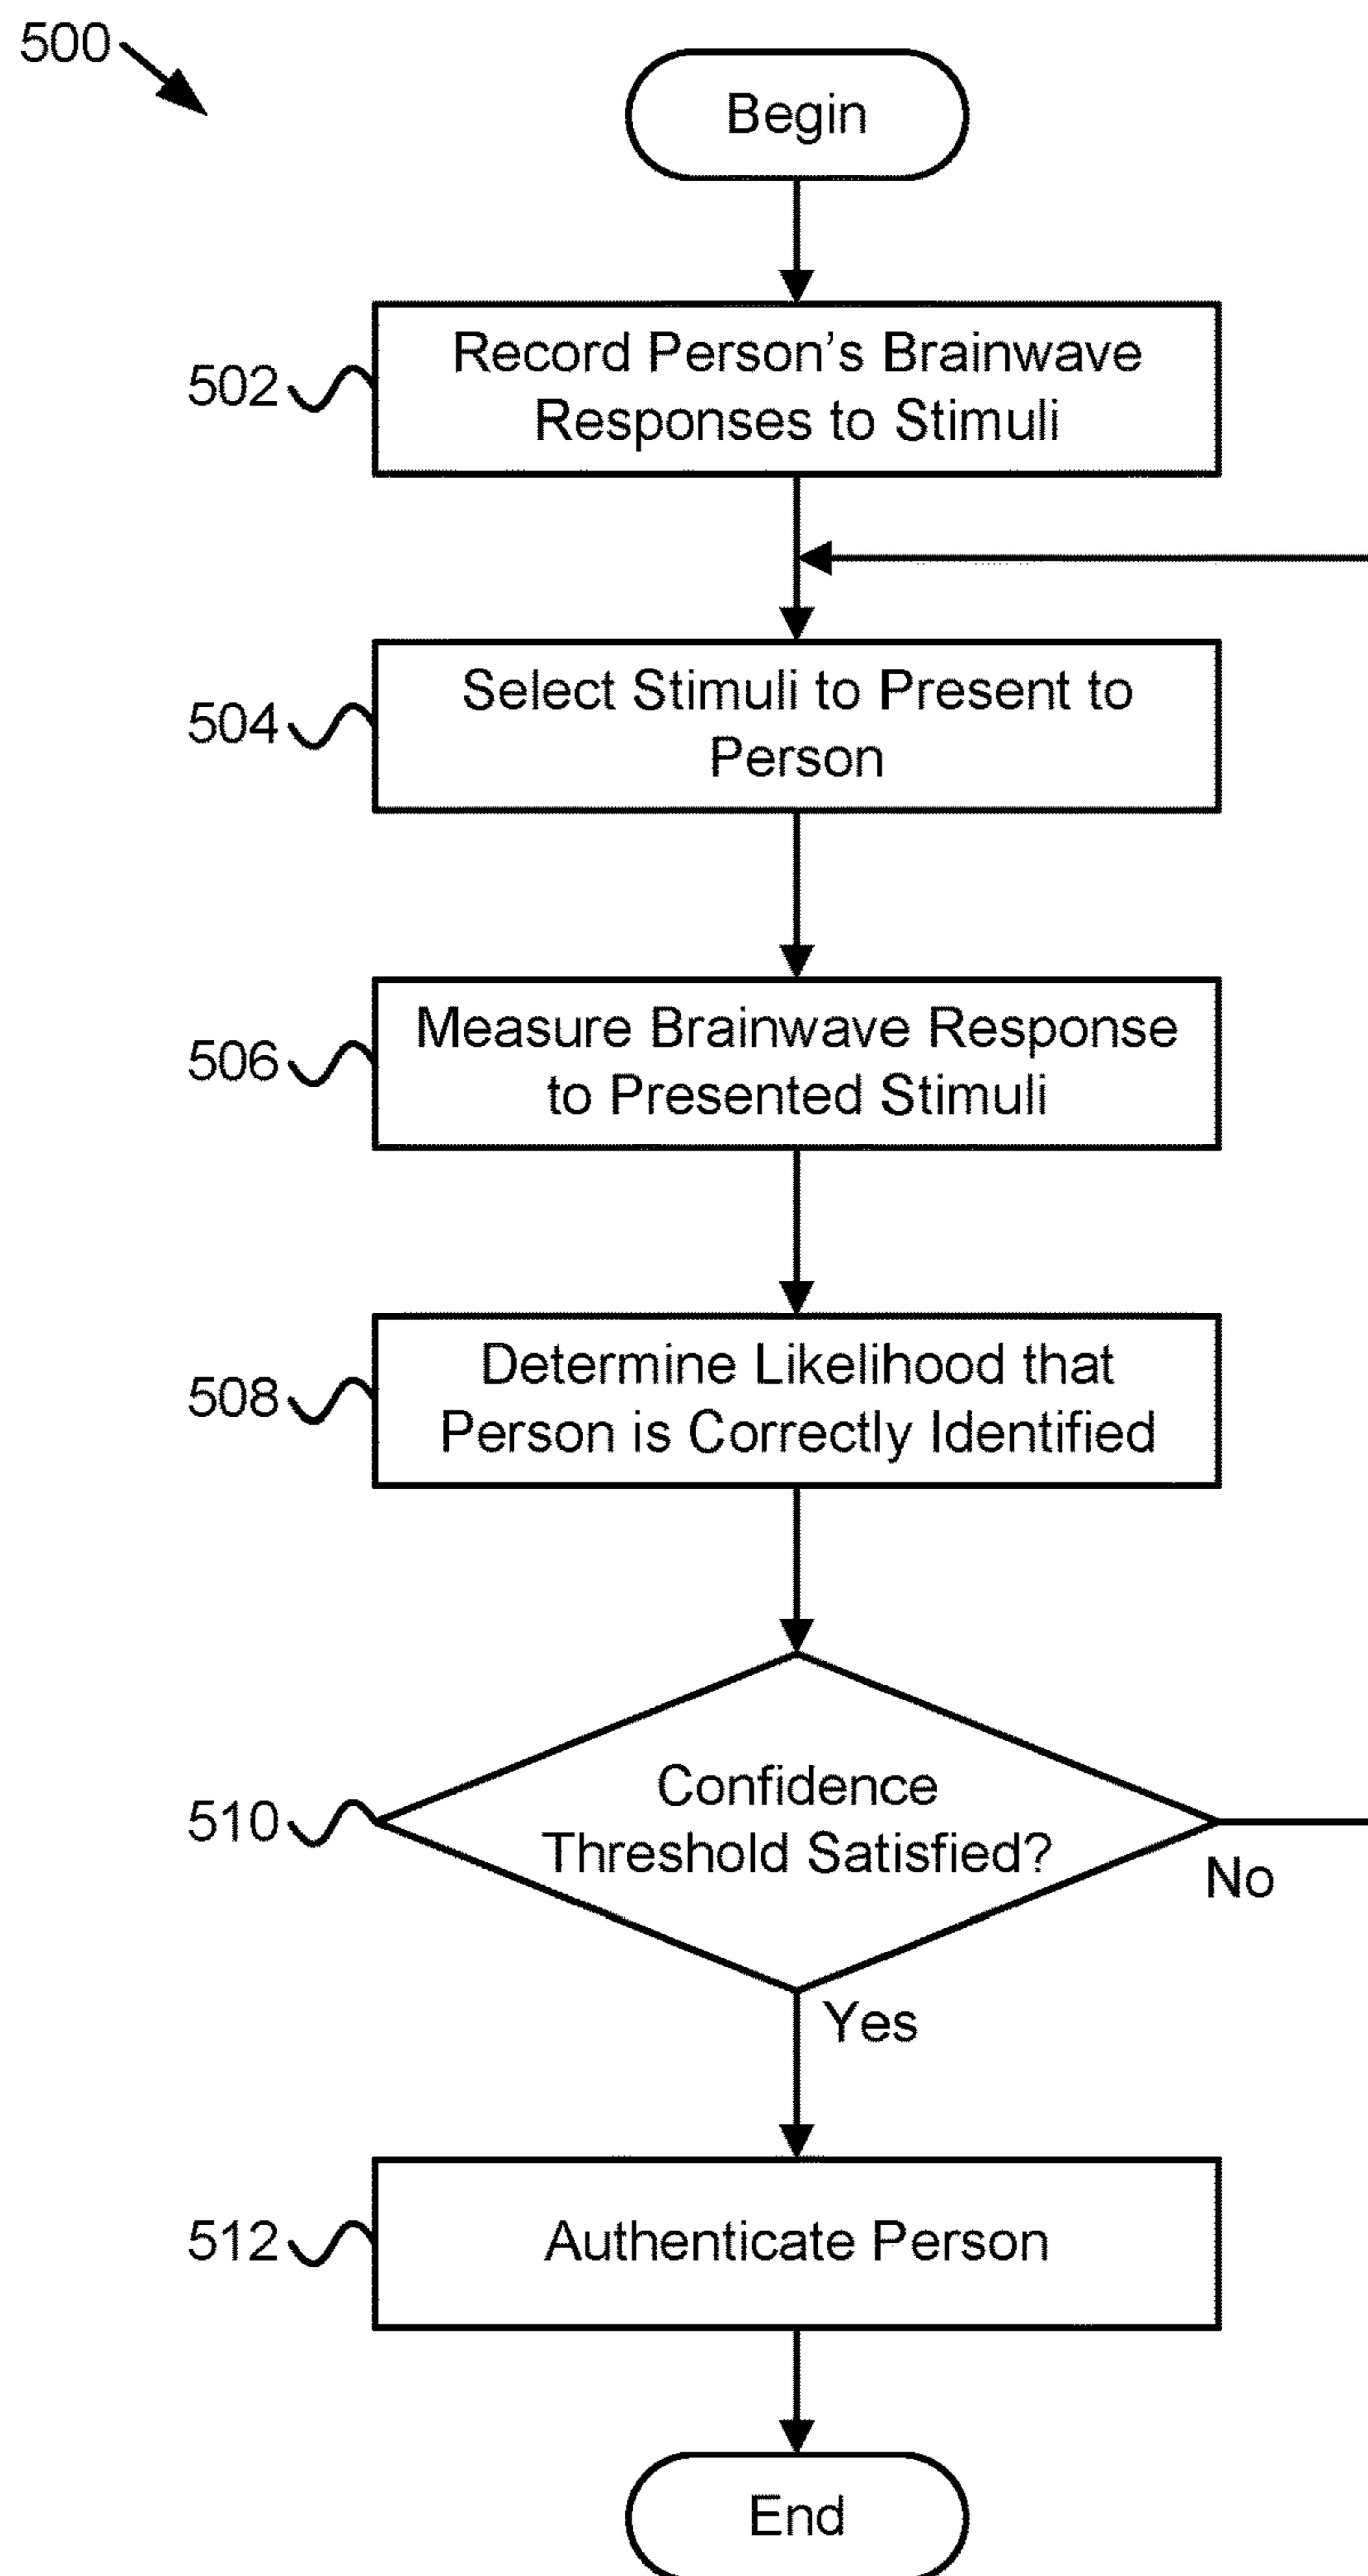 500
Begin
502
Record Person's Brainwave
Responses to Stimuli
504
Select Stimuli to Present to
Person
506
Measure Brainwave Response
to Presented Stimuli
508
Determine Likelihood that
Person is Correctly Identified
510
Confidence
Threshold Satisfied?
No
Yes
512
Authenticate Person
End